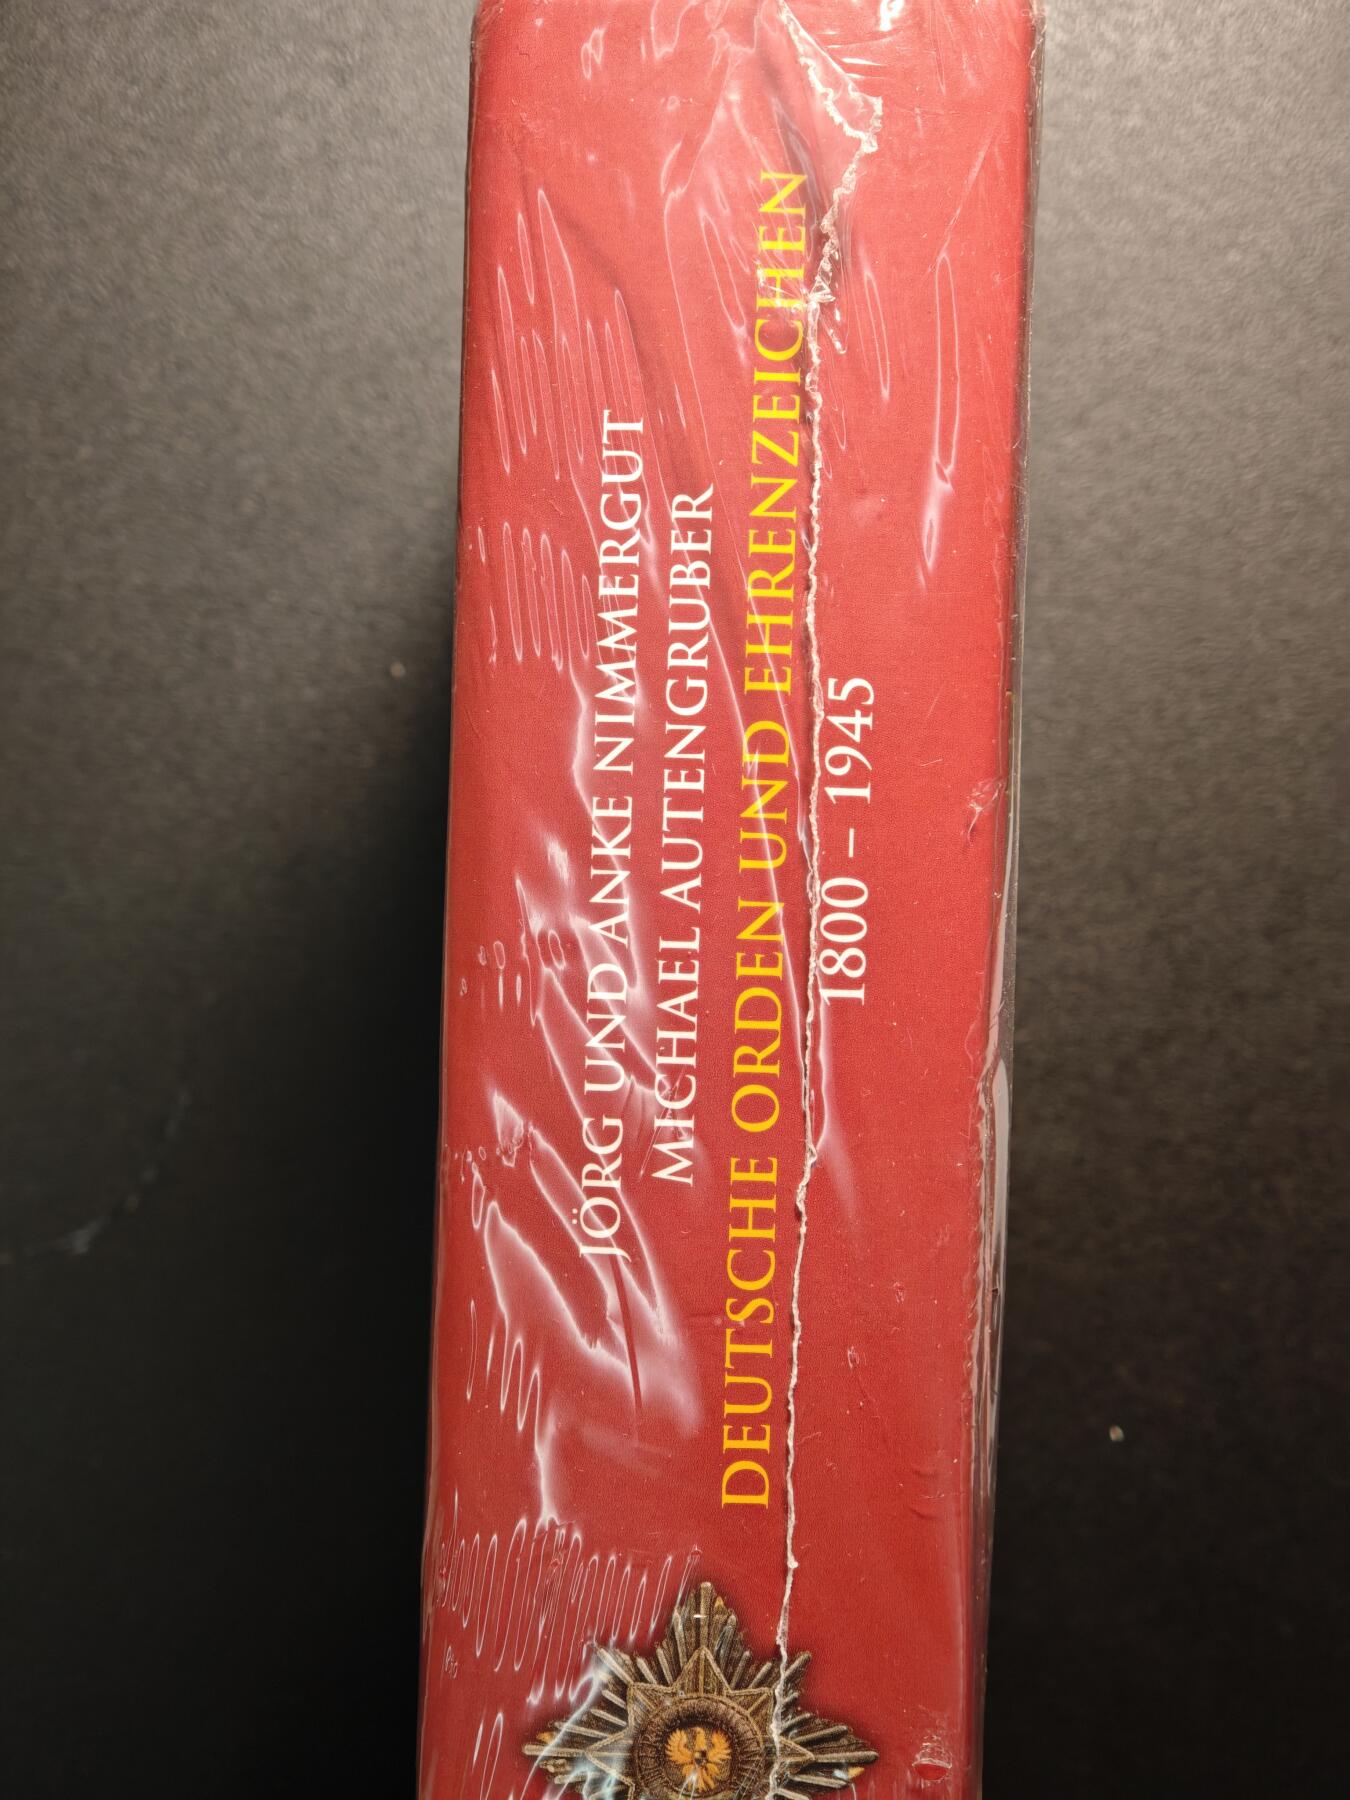 JÖRG UND ANKE NIMMERGUT
MICHAEL AUTENGRUBER
DEUTSCHE ORDEN UND EHRENZEICHEN
1800 – 1945